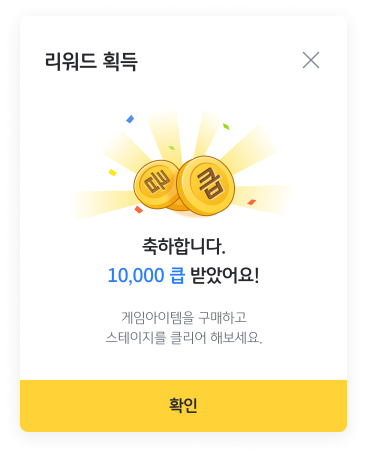 리워드 획득
큽 큽
축하합니다.
10,000 큽 받았어요!
게임아이템을 구매하고
스테이지를 클리어 해보세요.
확인